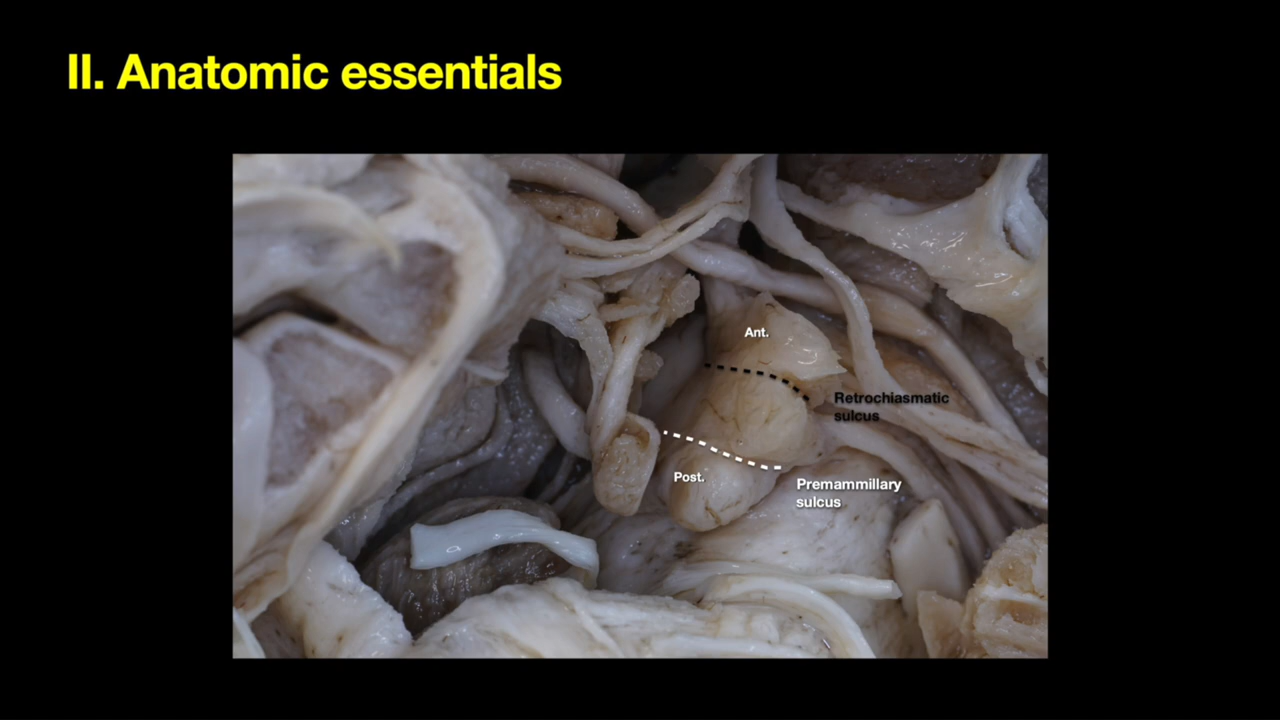 II. Anatomic essentials
Ant.
Retrochiasmatic
sulcus
Post.
Premammillary
sulcus